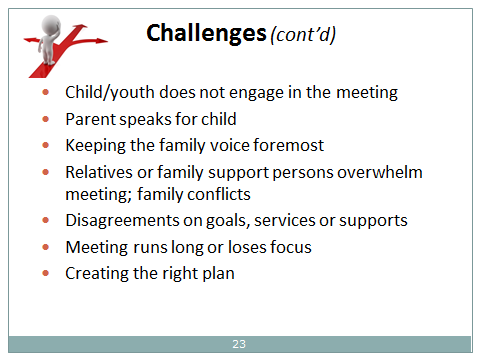 Challenges (cont'd)
• Child/youth does not engage in the meeting
• Parent speaks for child
• Keeping the family voice foremost
• Relatives or family support persons overwhelm
meeting; family conflicts
• Disagreements on goals, services or supports
• Meeting runs long or loses focus
• Creating the right plan
23